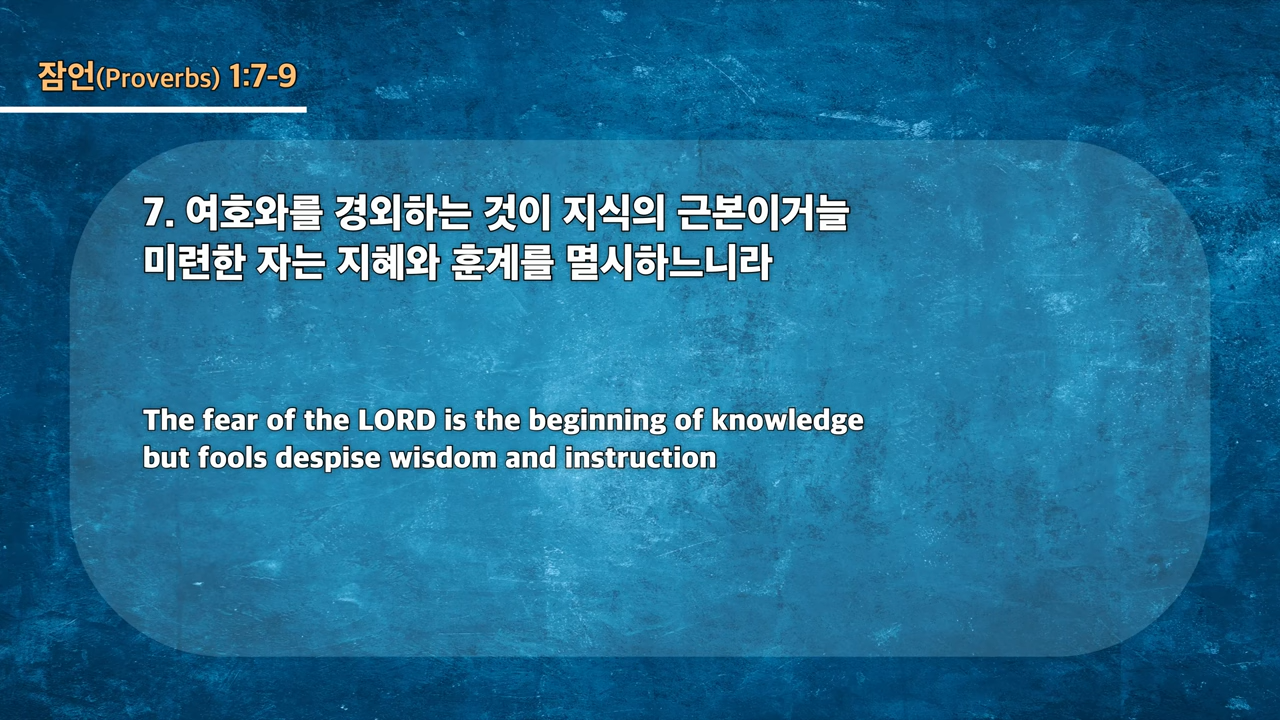 잠언(Proverbs) 1:7-9
7. 여호와를 경외하는 것이 지식의 근본이거늘
미련한 자는 지혜와 훈계를 멸시하느니라
The fear of the LORD is the beginning of knowledge
but fools despise wisdom and instruction